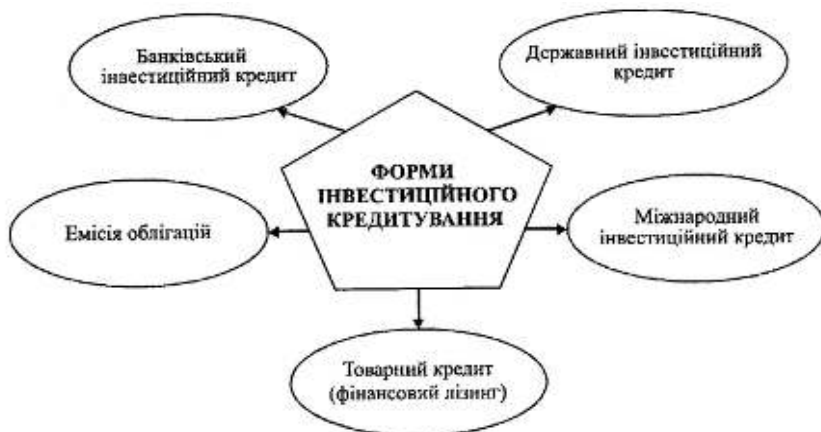 Банківський
інвестиційний кредит
Державний інвестиційний
кредит
ФОРМИ
ІНВЕСТИЦІЙНОГО
КРЕДИТУВАННЯ
Емісія облігацій
Міжнародний
інвестиційний кредит
Товарний кредит
(фінансовий лізинг)